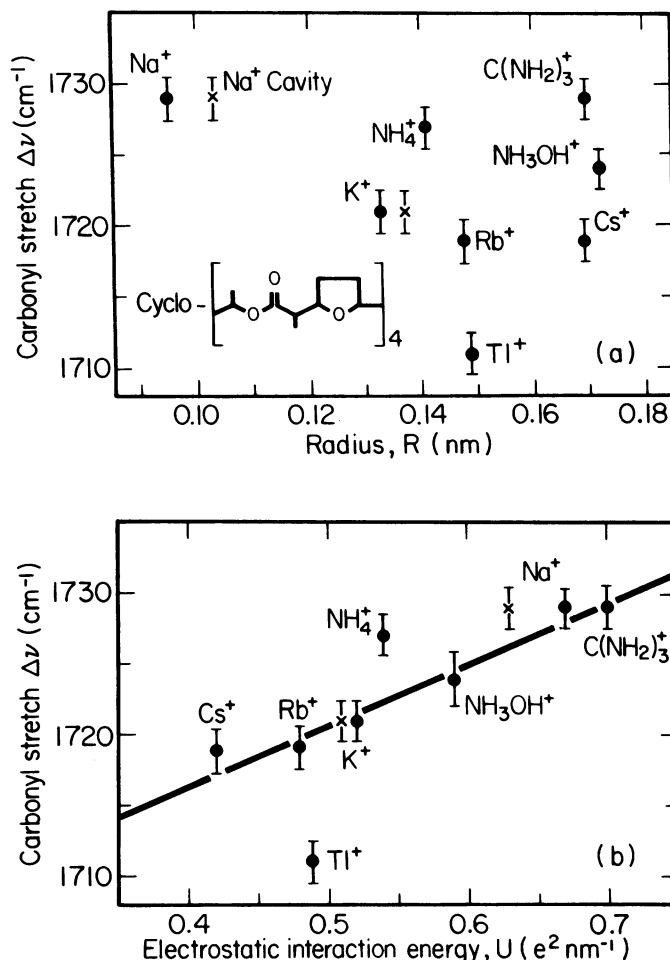 Carbonyl stretch Δν (cm⁻¹)
1730
1720
1710
Na⁺
Na⁺ Cavity
C(NH₂)₃⁺
NH₄⁺
NH₃OH⁺
K⁺
Rb⁺
Cs⁺
Tl⁺
Cyclo -
O
O
O
4
(a)
0.10 0.12 0.14 0.16 0.18
Radius, R (nm)
Carbonyl stretch Δν (cm⁻¹)
1730
1720
1710
Na⁺
NH₄⁺
C(NH₂)₃⁺
NH₃OH⁺
Cs⁺
Rb⁺
K⁺
Tl⁺
(b)
0.4 0.5 0.6 0.7
Electrostatic interaction energy, U (e² nm⁻¹)